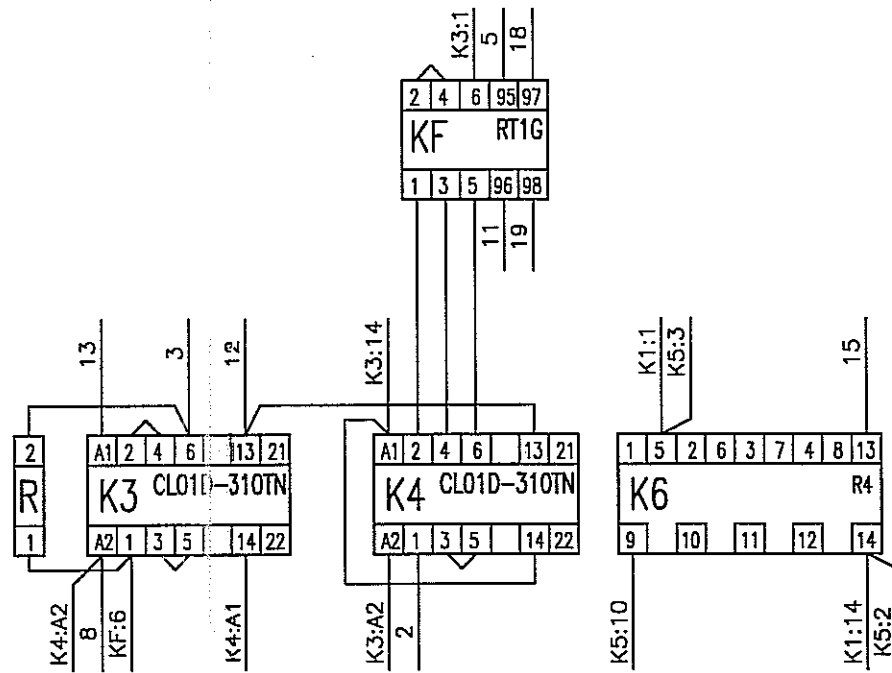 K3:1 5 18
2 4 6 95 97
KF RT1G
1 3 5 96 98
11 19
13 3 12 K3:14 K1:1 K5:3 15
2
R
1
A1 2 4 6 13 21
K3 CL01D-310TN
A2 1 3 5 14 22
A1 2 4 6 13 21
K4 CL01D-310TN
A2 1 3 5 14 22
1 5 2 6 3 7 4 8 13
K6 R4
9 10 11 12 14
K4:A2 8 KF:6 K4:A1 K3:A2 2 K5:10 K1:14 K5:2